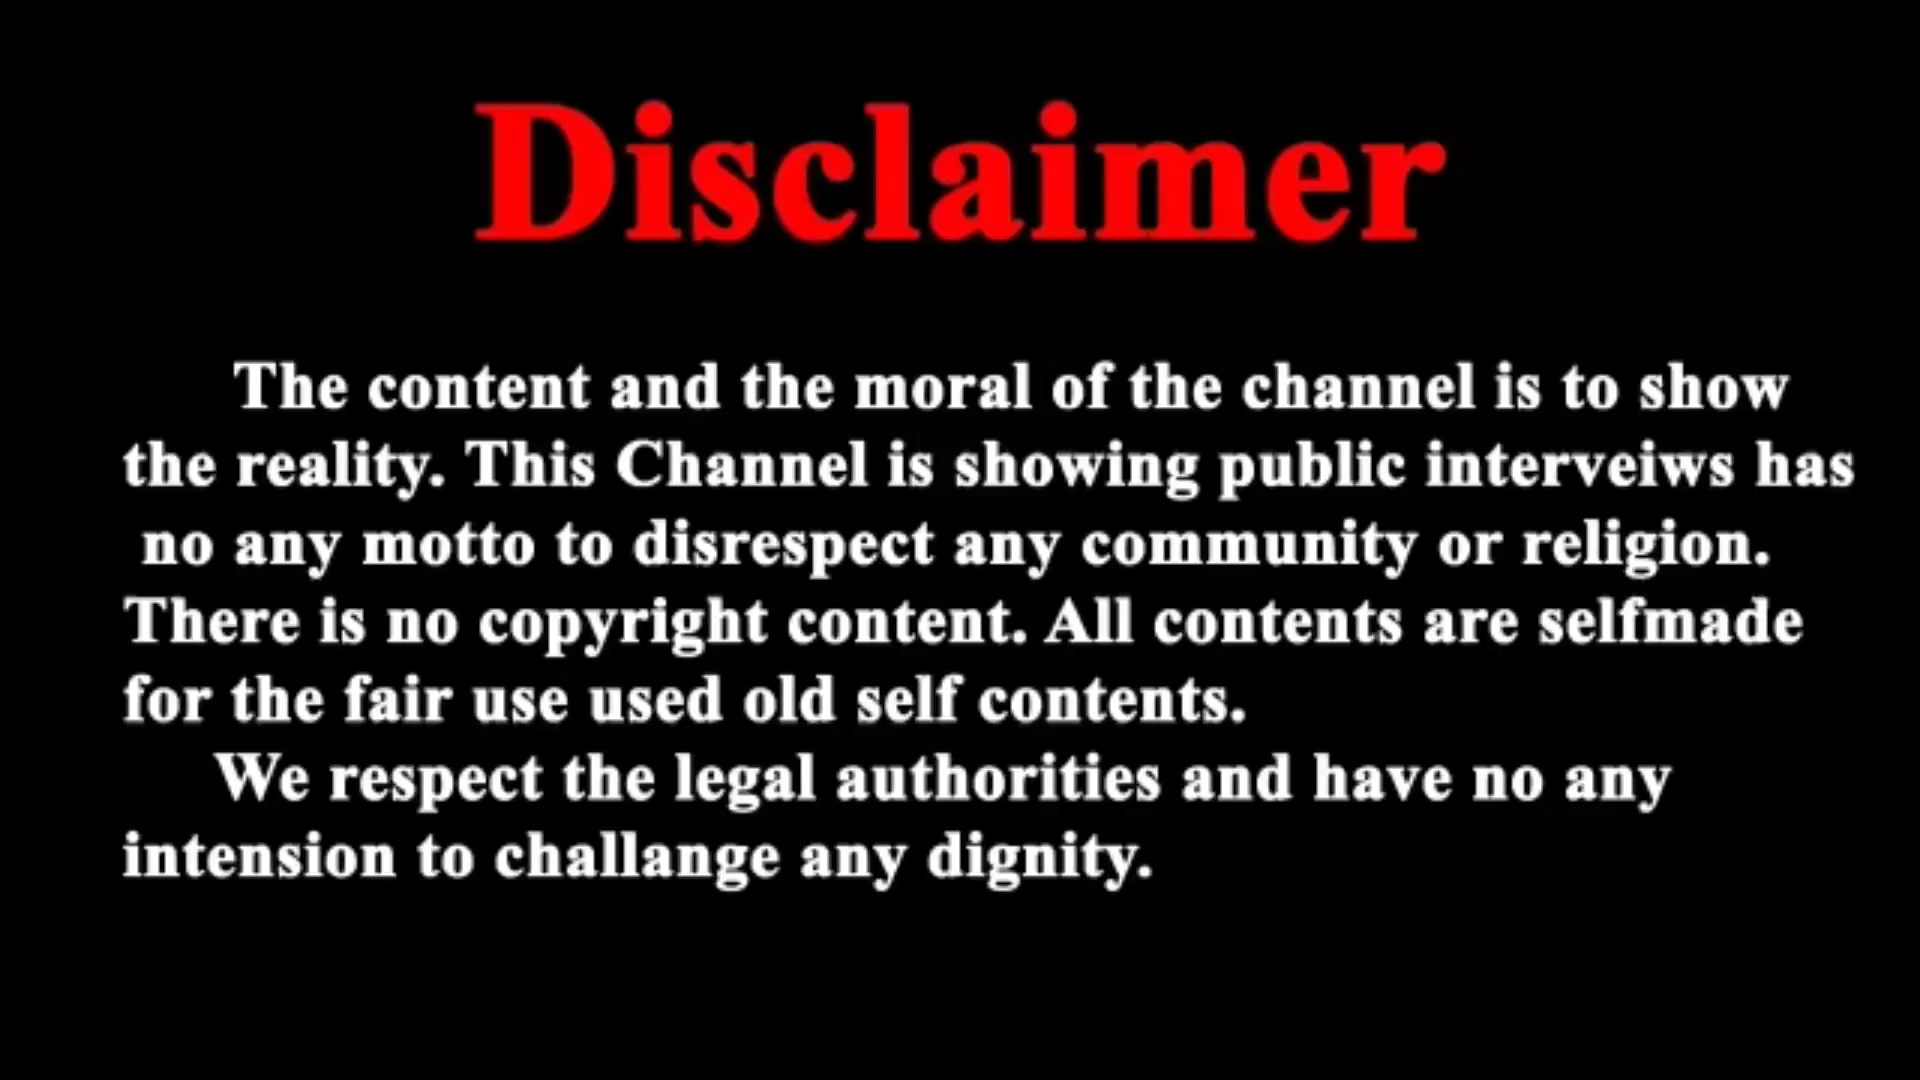 Disclaimer
The content and the moral of the channel is to show
the reality. This Channel is showing public interveiws has
no any motto to disrespect any community or religion.
There is no copyright content. All contents are selfmade
for the fair use used old self contents.
We respect the legal authorities and have no any
intension to challange any dignity.